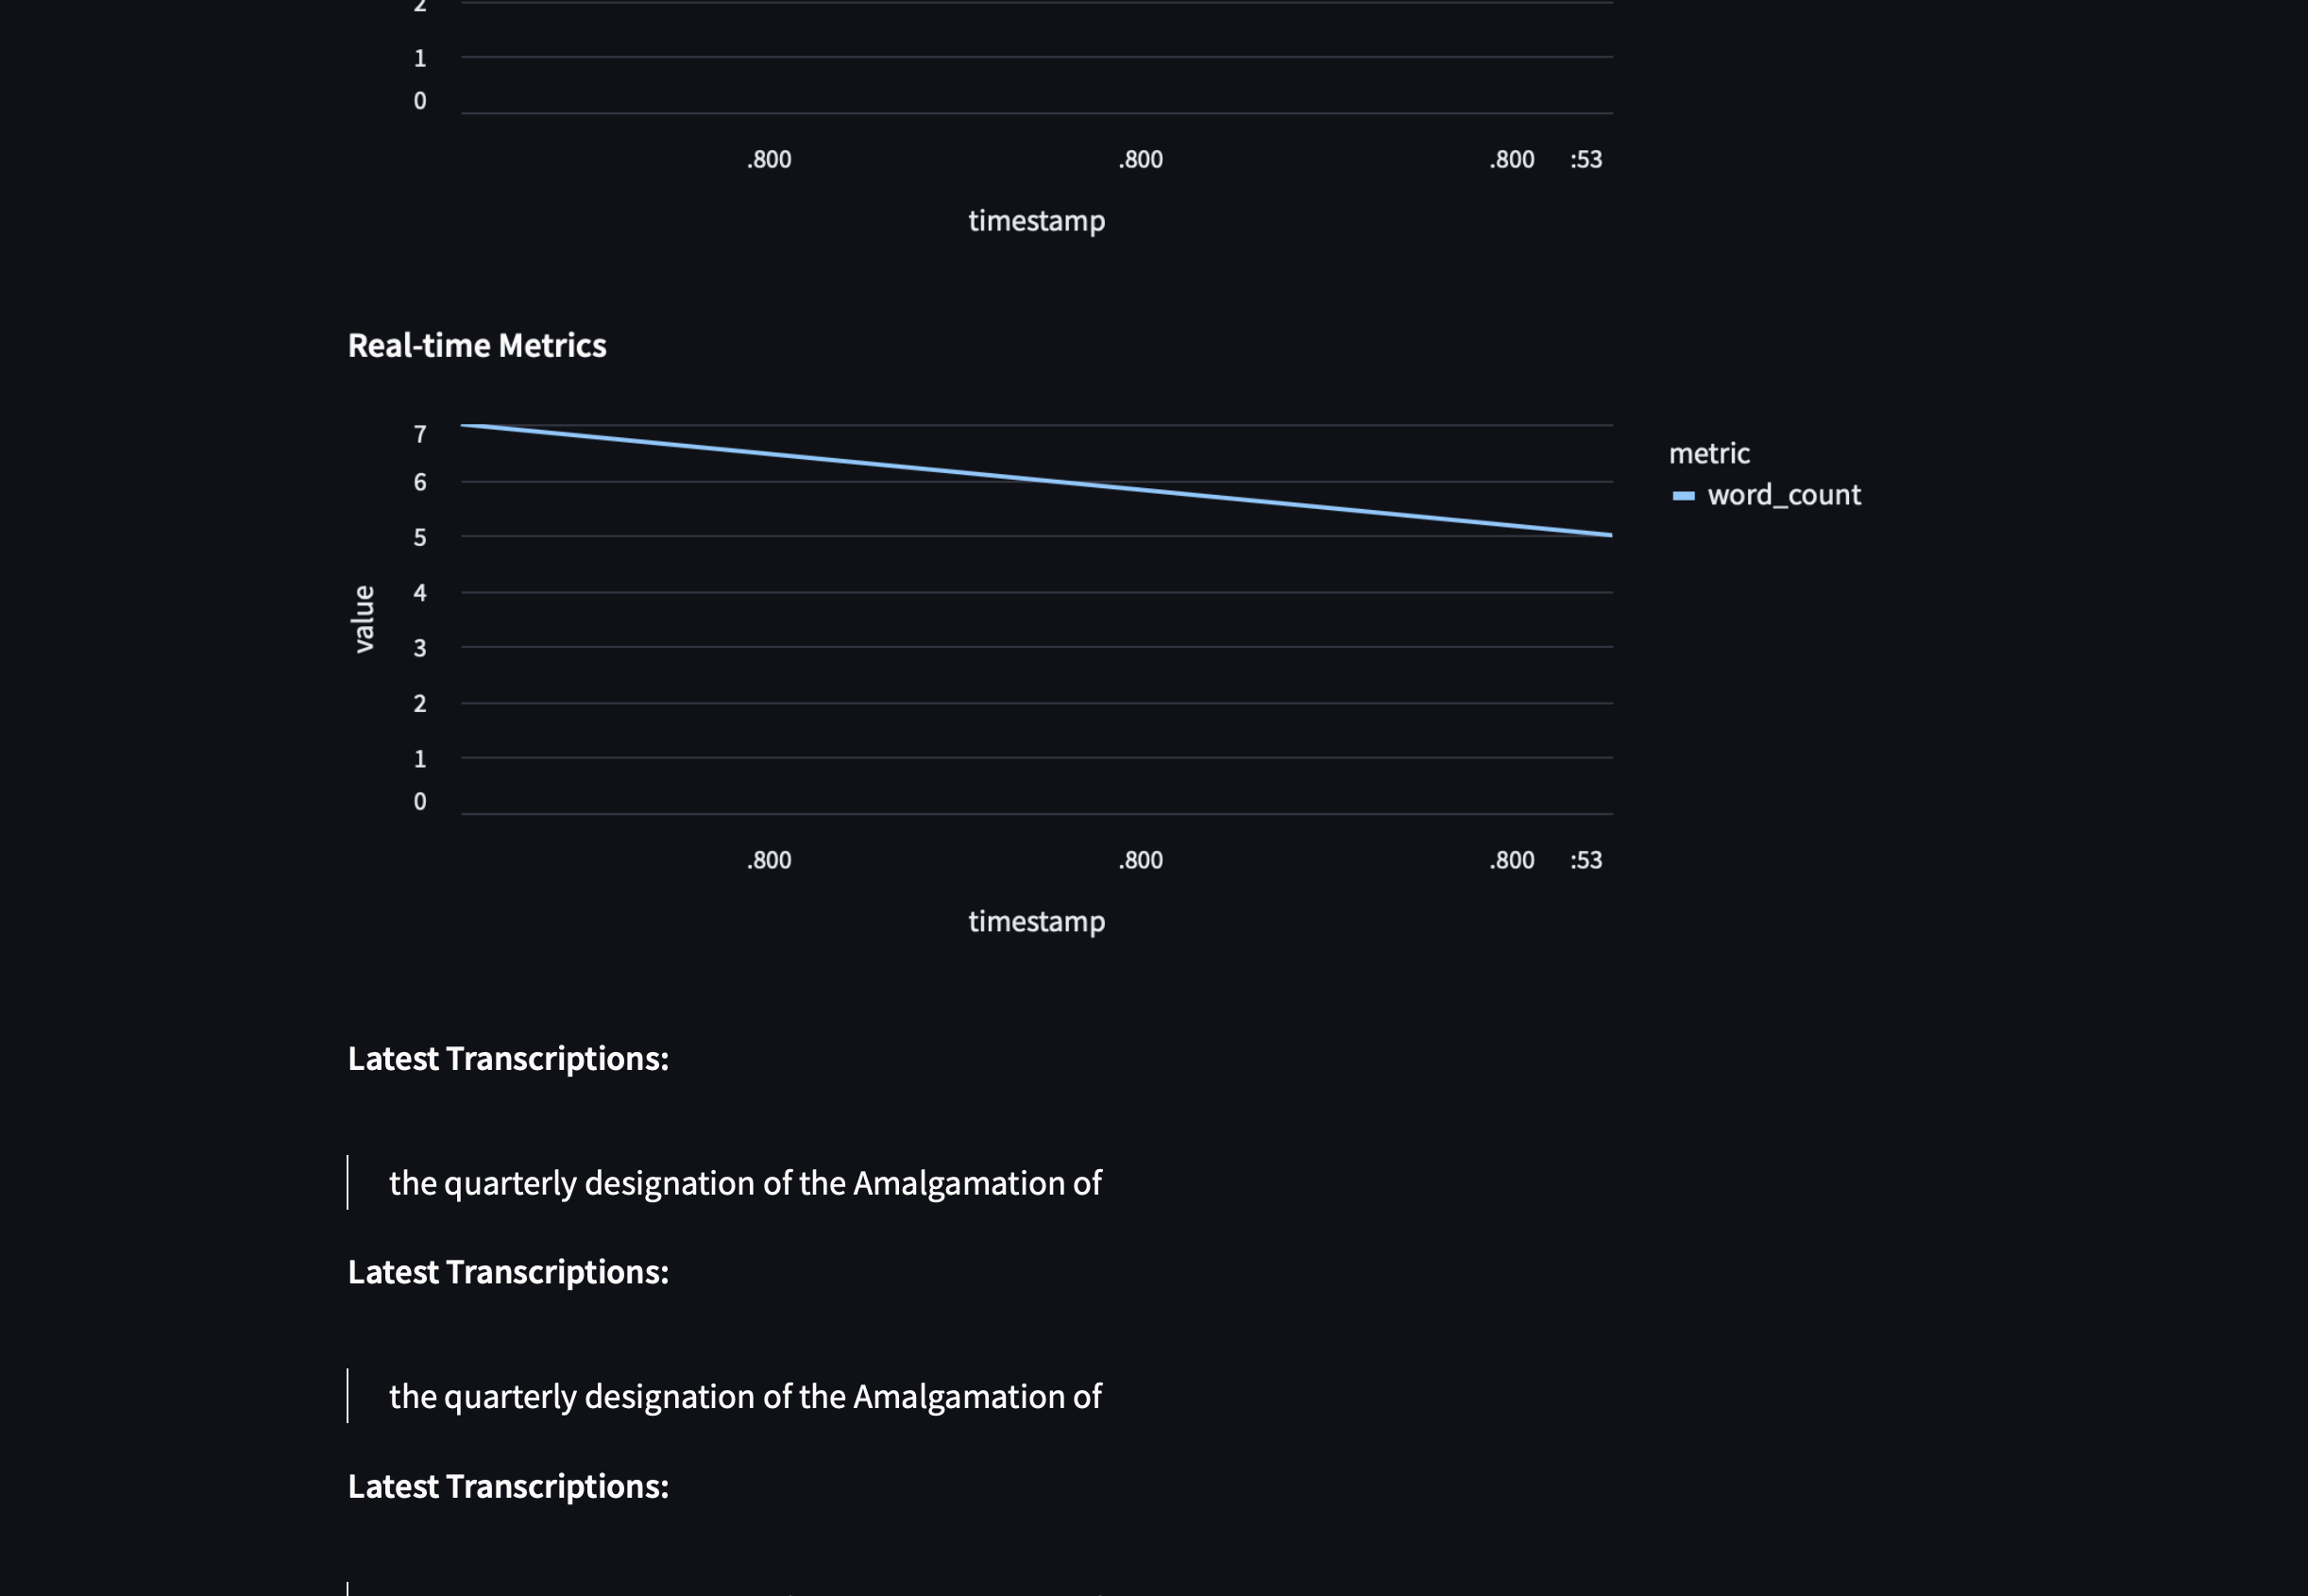 2
1
0
.800 .800 .800 :53
timestamp
Real-time Metrics
7
metric
6
word_count
5
4
value
3
2
1
0
.800 .800 .800 :53
timestamp
Latest Transcriptions:
the quarterly designation of the Amalgamation of
Latest Transcriptions:
the quarterly designation of the Amalgamation of
Latest Transcriptions: